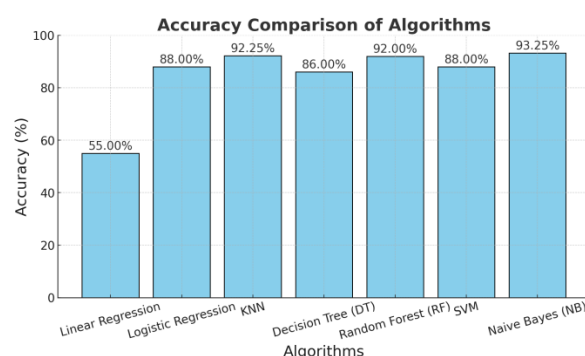 Accuracy Comparison of Algorithms
100
80
60
40
20
0
Accuracy (%)
55.00%
88.00%
92.25%
86.00%
92.00%
88.00%
93.25%
Linear Regression
Logistic Regression
KNN
Decision Tree (DT)
Random Forest (RF)
SVM
Naive Bayes (NB)
Algorithms